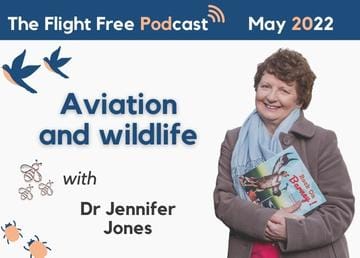 The Flight Free Podcast May 2022
Aviation
and wildlife
with
Dr Jennifer
Jones